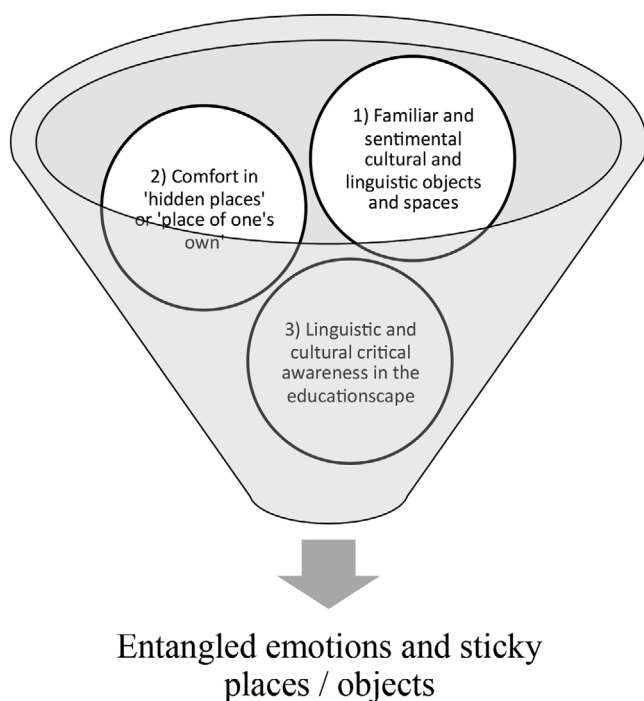 1) Familiar and
sentimental
cultural and
linguistic objects
and spaces
2) Comfort in
'hidden places'
or 'place of one's
own'
3) Linguistic and
cultural critical
awareness in the
educationscape
Entangled emotions and sticky
places / objects